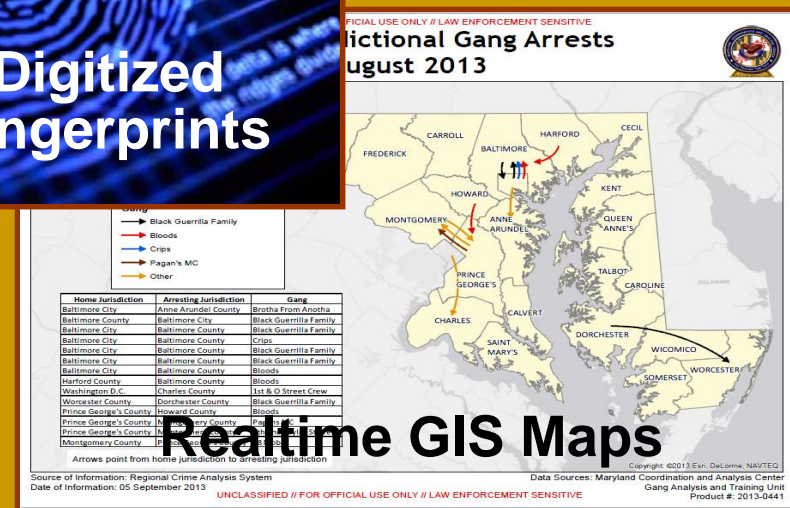 Digitized
ngerprints
data is where
the ridges
FICIAL USE ONLY // LAW ENFORCEMENT SENSITIVE
lictional Gang Arrests
ugust 2013
CARROLL
CECIL
HARFORD
FREDERICK
BALTIMORE
KENT
HOWARD
MONTGOMERY
ANNE
ARUNDEL
QUEEN
ANNE'S
PRINCE
GEORGE'S
TALBOT
CAROLINE
DELAWARE
CHARLES
CALVERT
SAINT
MARY'S
DORCHESTER
WICOMICO
SOMERSET
WORCESTER
Gang
Black Guerrilla Family
Bloods
Crips
Pagan's MC
Other
Home Jurisdiction Arresting Jurisdiction Gang
Baltimore City Anne Arundel County Brotha From Anotha
Baltimore County Baltimore City Black Guerrilla Family
Baltimore City Baltimore County Black Guerrilla Family
Baltimore City Baltimore County Crips
Baltimore City Baltimore County Black Guerrilla Family
Baltimore City Baltimore County Black Guerrilla Family
Balitmore City Baltimore County Bloods
Harford County Baltimore County Bloods
Washington D.C. Charles County 1st & O Street Crew
Worcester County Dorchester County Black Guerrilla Family
Prince George's County Howard County Bloods
Prince George's County
Prince George's County
Montgomery County
Realtime GIS Maps
Arrows point from home jurisdiction to arresting jurisdiction
Copyright: ©2013 Esri, DeLorme, NAVTEQ
Source of Information: Regional Crime Analysis System
Date of Information: 05 September 2013
Data Sources: Maryland Coordination and Analysis Center
Gang Analysis and Training Unit
Product #: 2013-0441
UNCLASSIFIED // FOR OFFICIAL USE ONLY // LAW ENFORCEMENT SENSITIVE